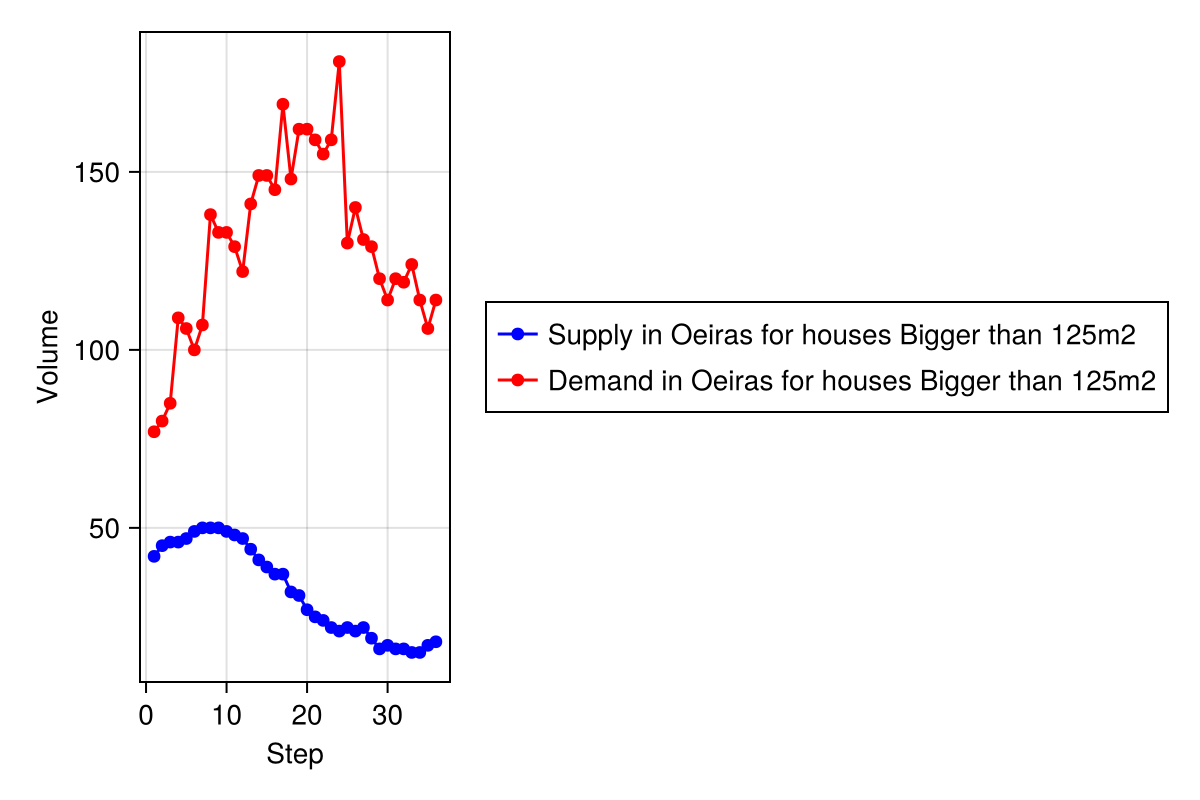 150
100
50
Volume
0 10 20 30
Step
Supply in Oeiras for houses Bigger than 125m2
Demand in Oeiras for houses Bigger than 125m2